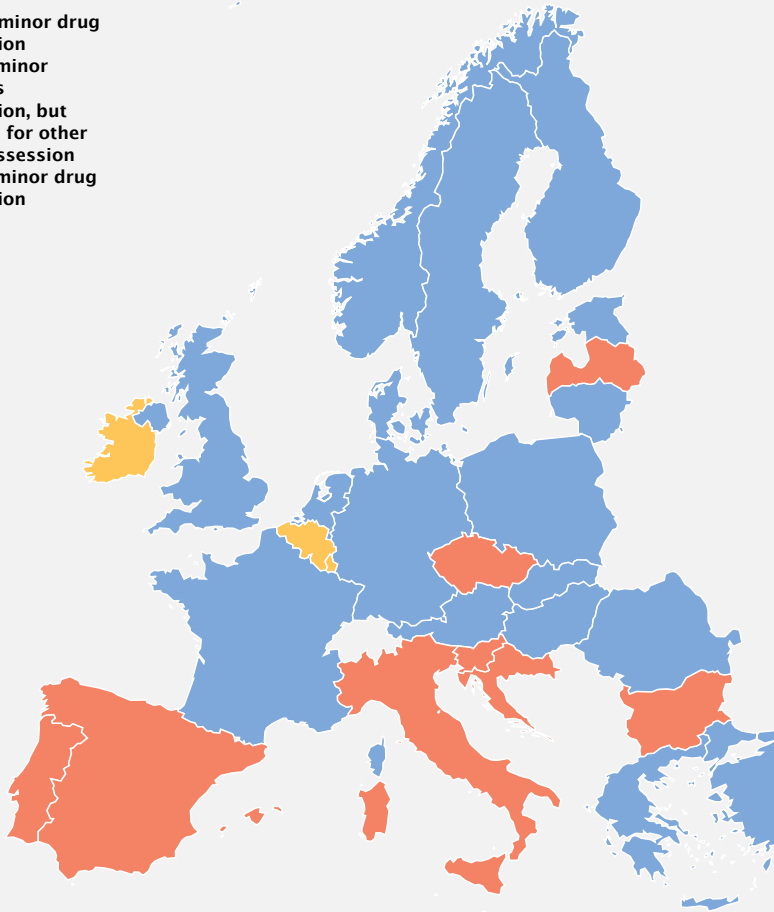 minor drug
ion
minor
s
ion, but
for other
ssession
minor drug
ion